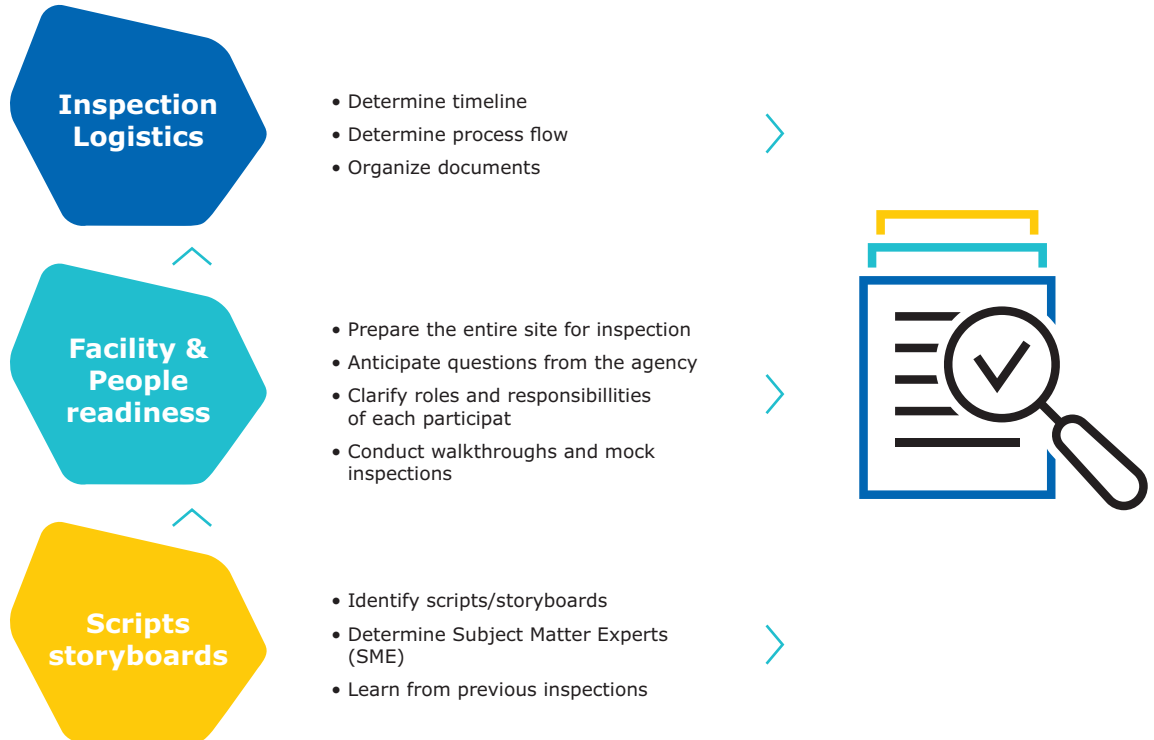 Inspection
Logistics
• Determine timeline
• Determine process flow
• Organize documents
Facility &
People
readiness
• Prepare the entire site for inspection
• Anticipate questions from the agency
• Clarify roles and responsibillities
of each participat
• Conduct walkthroughs and mock
inspections
Scripts
storyboards
• Identify scripts/storyboards
• Determine Subject Matter Experts
(SME)
• Learn from previous inspections